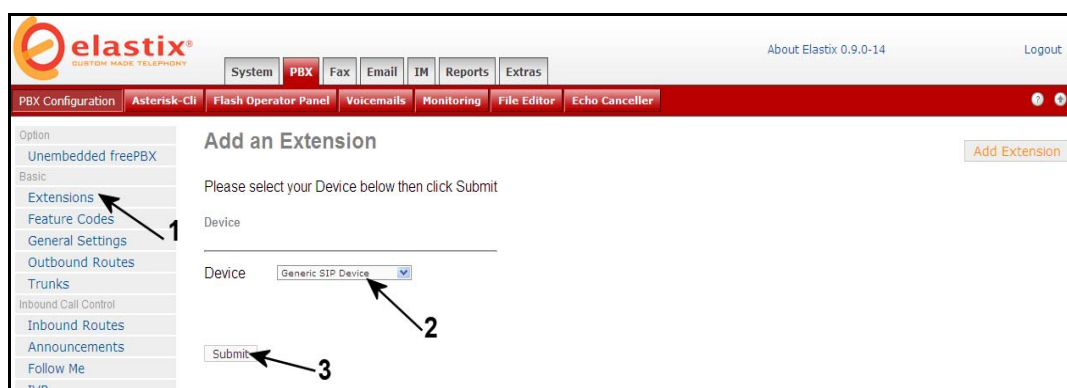 elastix®
CUSTOM MADE TELEPHONY
About Elastix 0.9.0-14
Logout
System PBX Fax Email IM Reports Extras
PBX Configuration Asterisk-Cli Flash Operator Panel Voicemails Monitoring File Editor Echo Canceller
Option
Unembedded freePBX
Basic
Extensions
Feature Codes
General Settings
Outbound Routes
Trunks
Inbound Call Control
Inbound Routes
Announcements
Follow Me
IVR
1
Add an Extension
Add Extension
Please select your Device below then click Submit
Device
Device Generic SIP Device
2
Submit
3